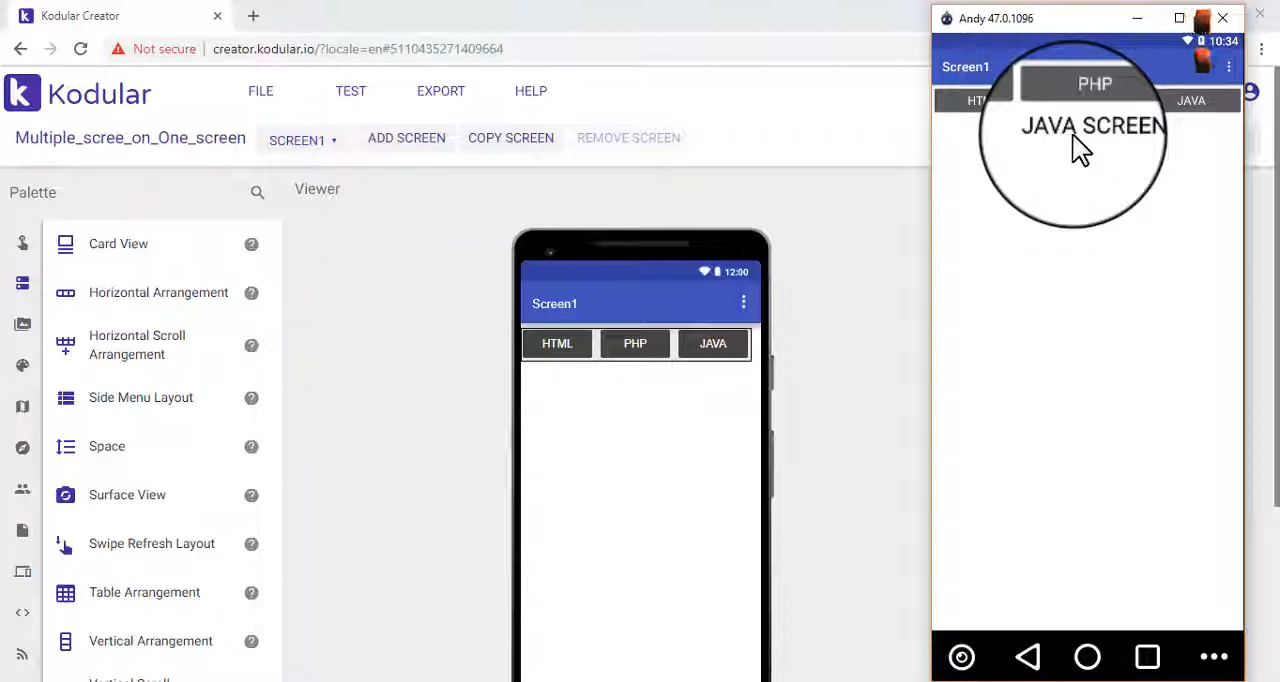 Kodular Creator
Not secure
creator.kodular.io/?locale=en#5110435271409664
Kodular
FILE
TEST
EXPORT
HELP
Multiple_scree_on_One_screen
SCREEN1
ADD SCREEN
COPY SCREEN
REMOVE SCREEN
Palette
Viewer
Card View
Horizontal Arrangement
Horizontal Scroll
Arrangement
Side Menu Layout
Space
Surface View
Swipe Refresh Layout
Table Arrangement
Vertical Arrangement
Vertical Scroll
12:00
Screen1
HTML
PHP
JAVA
Andy 47.0.1096
10:34
Screen1
PHP
JAVA
JAVA SCREEN